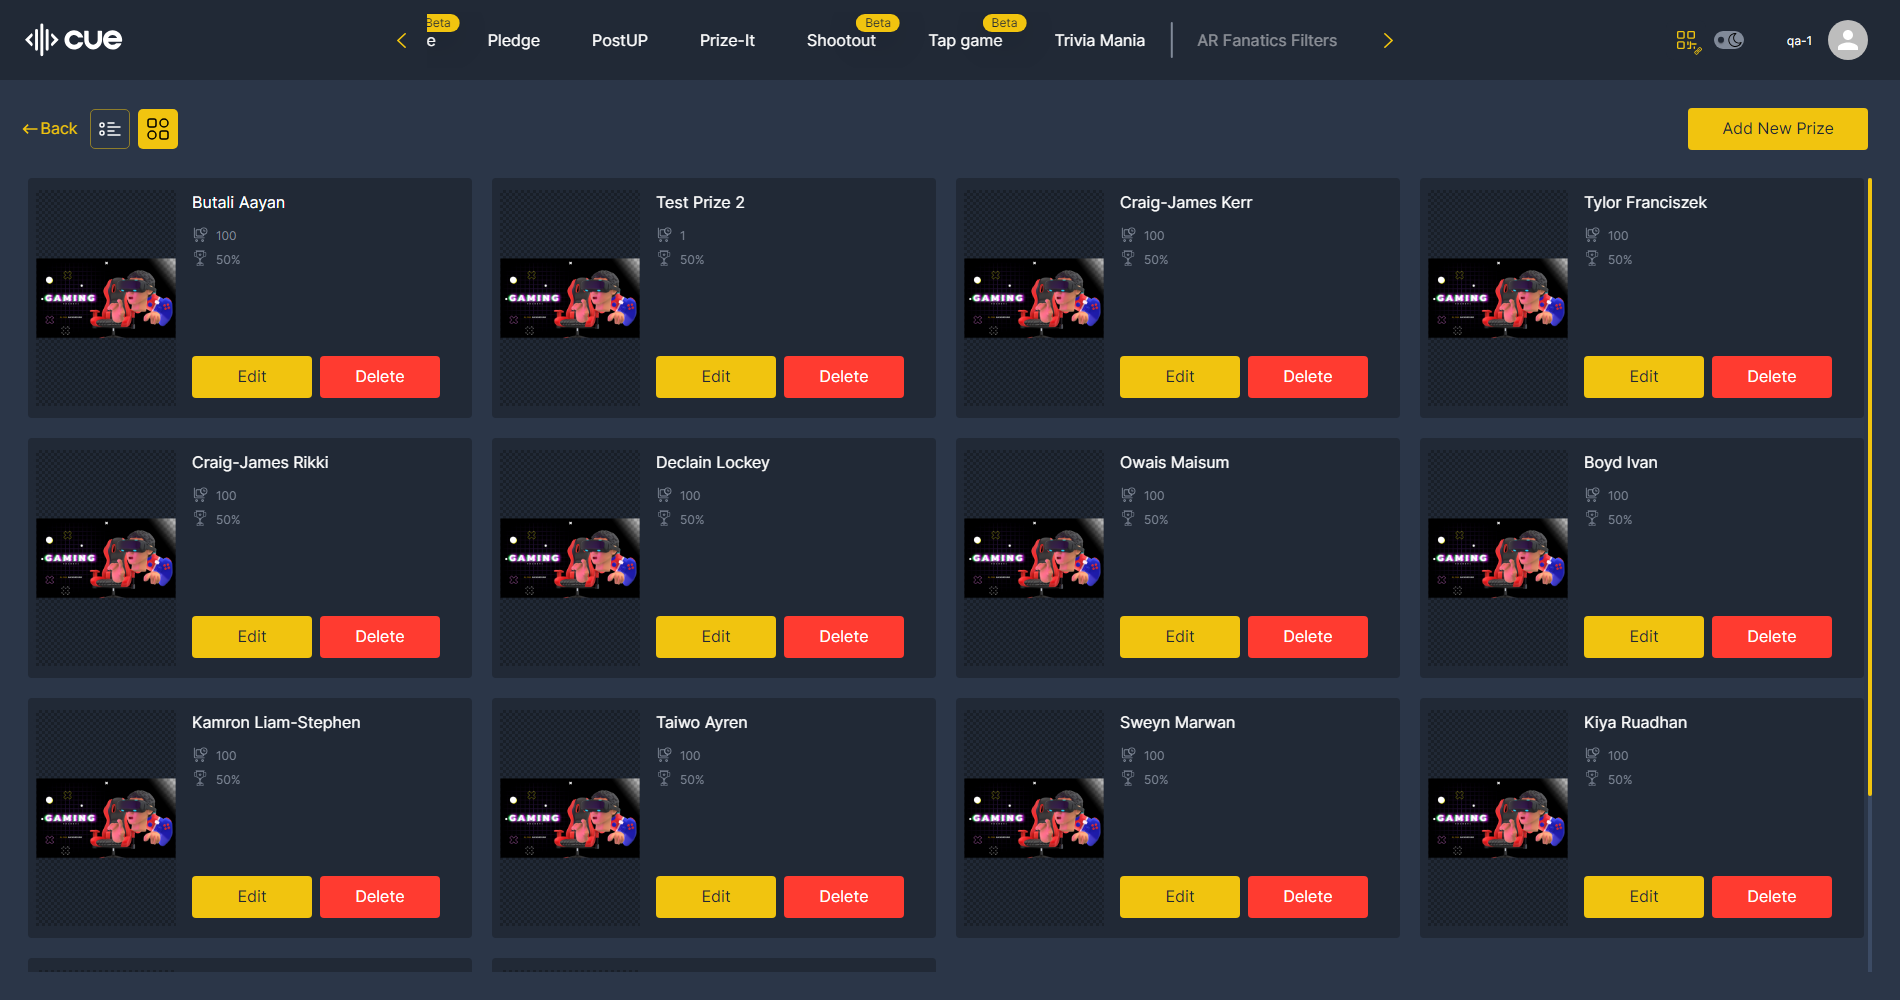 cue
e
Beta
Pledge
PostUP
Prize-It
Shootout
Beta
Tap game
Beta
Trivia Mania
AR Fanatics Filters
qa-1
Back
Add New Prize
Butali Aayan
100
50%
GAMING
Edit
Delete
Test Prize 2
1
50%
GAMING
Edit
Delete
Craig-James Kerr
100
50%
GAMING
Edit
Delete
Tylor Franciszek
100
50%
GAMING
Edit
Delete
Craig-James Rikki
100
50%
GAMING
Edit
Delete
Declain Lockey
100
50%
GAMING
Edit
Delete
Owais Maisum
100
50%
GAMING
Edit
Delete
Boyd Ivan
100
50%
GAMING
Edit
Delete
Kamron Liam-Stephen
100
50%
GAMING
Edit
Delete
Taiwo Ayren
100
50%
GAMING
Edit
Delete
Sweyn Marwan
100
50%
GAMING
Edit
Delete
Kiya Ruadhan
100
50%
GAMING
Edit
Delete